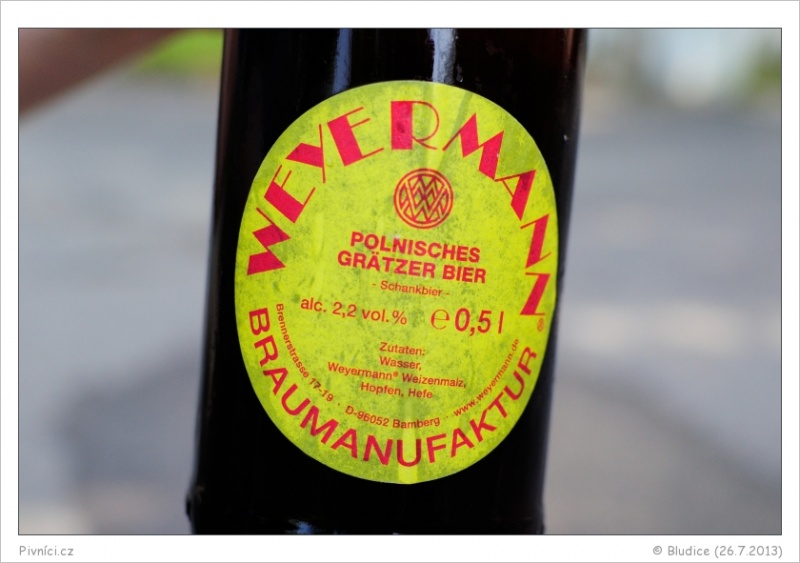 WEYERMANN®
POLNISCHES
GRÄTZER BIER
- Schankbier -
alc. 2,2 vol.% ℮ 0,5 l
Zutaten:
Wasser,
Weyermann® Weizenmalz,
Hopfen, Hefe
Brennerstrasse 17-19 · D-96052 Bamberg · www.weyermann.de
BRAUMANUFAKTUR
Pivníci.cz
© Bludice (26.7.2013)